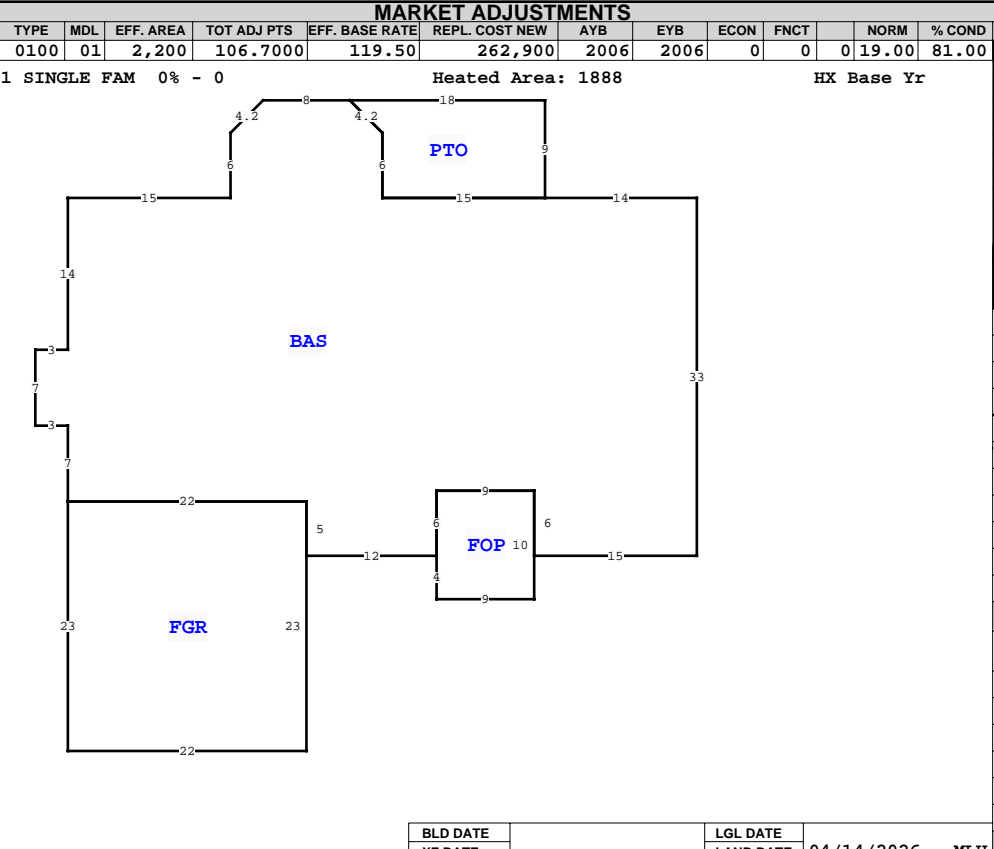 MARKET ADJUSTMENTS
TYPE MDL EFF. AREA TOT ADJ PTS EFF. BASE RATE REPL. COST NEW AYB EYB ECON FNCT NORM % COND
0100 01 2,200 106.7000 119.50 262,900 2006 2006 0 0 0 19.00 81.00
1 SINGLE FAM 0% - 0 Heated Area: 1888 HX Base Yr
8 18
4.2 4.2
PTO 9
6 6
15 15 14
14
BAS
3
7 33
3
7
22 9
5 6 6
FOP 10
12 15
4
9
23 FGR 23
22
BLD DATE LGL DATE